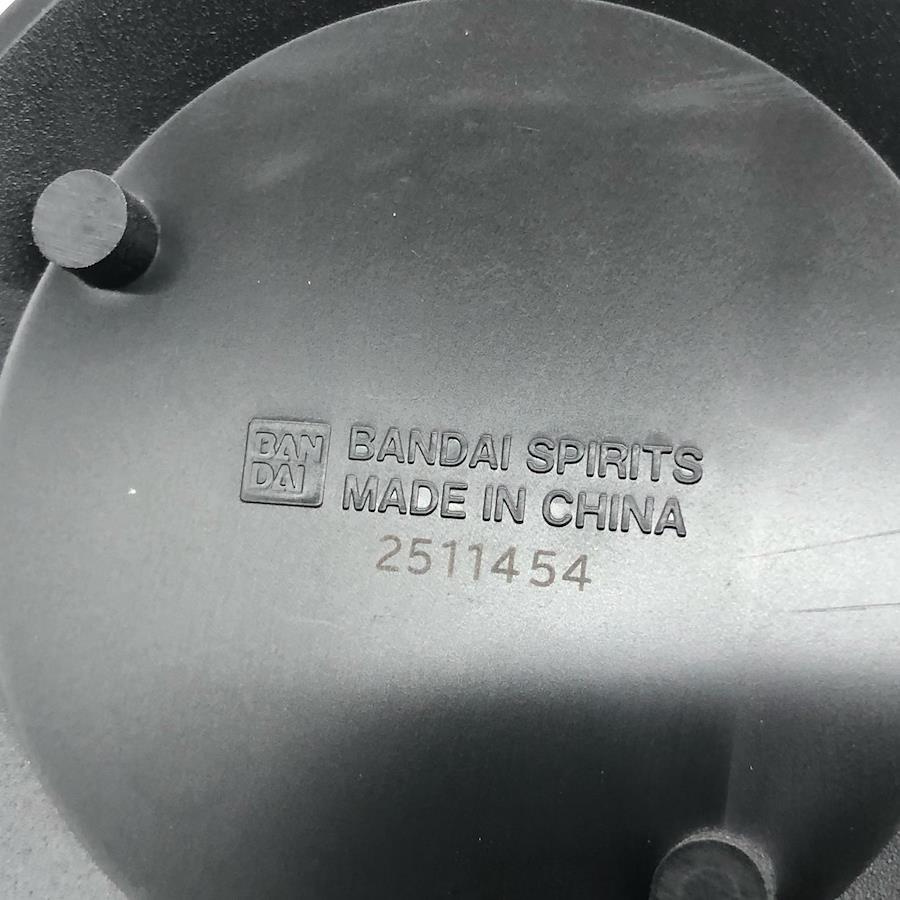 BAN
DAI
BANDAI SPIRITS
MADE IN CHINA
2511454